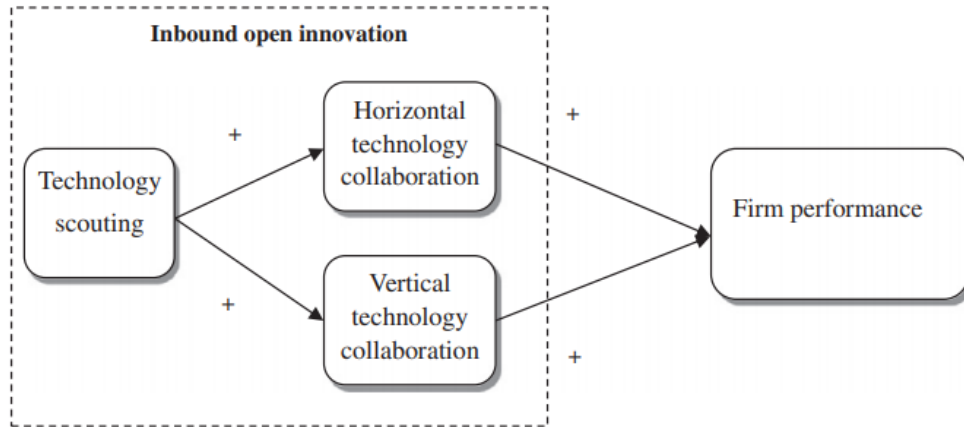 Inbound open innovation
Technology
scouting
+
+
Horizontal
technology
collaboration
Vertical
technology
collaboration
+
+
Firm performance